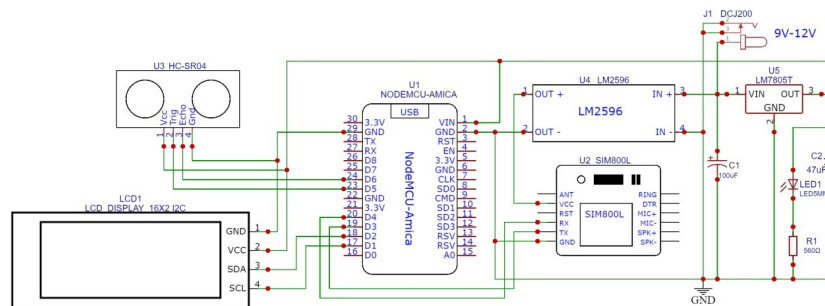 J1 DCJ200
9V-12V
U3 HC-SR04
Vcc
Trig
Echo
Gnd
1 2 3 4
U1
NODEMCU-AMICA
USB
NodeMCU-Amica
30 3.3V
29 GND
28 TX
27 RX
26 D8
25 D7
24 D6
23 D5
22 GND
21 3.3V
20 D4
19 D3
18 D2
17 D1
16 D0
VIN 1
GND 2
RST 3
EN 4
3.3V 5
GND 6
CLK 7
SD0 8
CMD 9
SD1 10
SD2 11
SD3 12
RSV 13
RSV 14
A0 15
U4 LM2596
LM2596
1 OUT +
2 OUT -
IN + 3
IN - 4
U5
LM7805T
1 VIN OUT 3
GND
2
U2 SIM800L
SIM800L
ANT
VCC
RST
RX
TX
GND
RING
DTR
MIC+
MIC-
SPK+
SPK-
C1
100uF
C2
47uF
LED1
R1
560Ω
GND
LCD1
LCD DISPLAY 16X2 I2C
GND 1
VCC 2
SDA 3
SCL 4